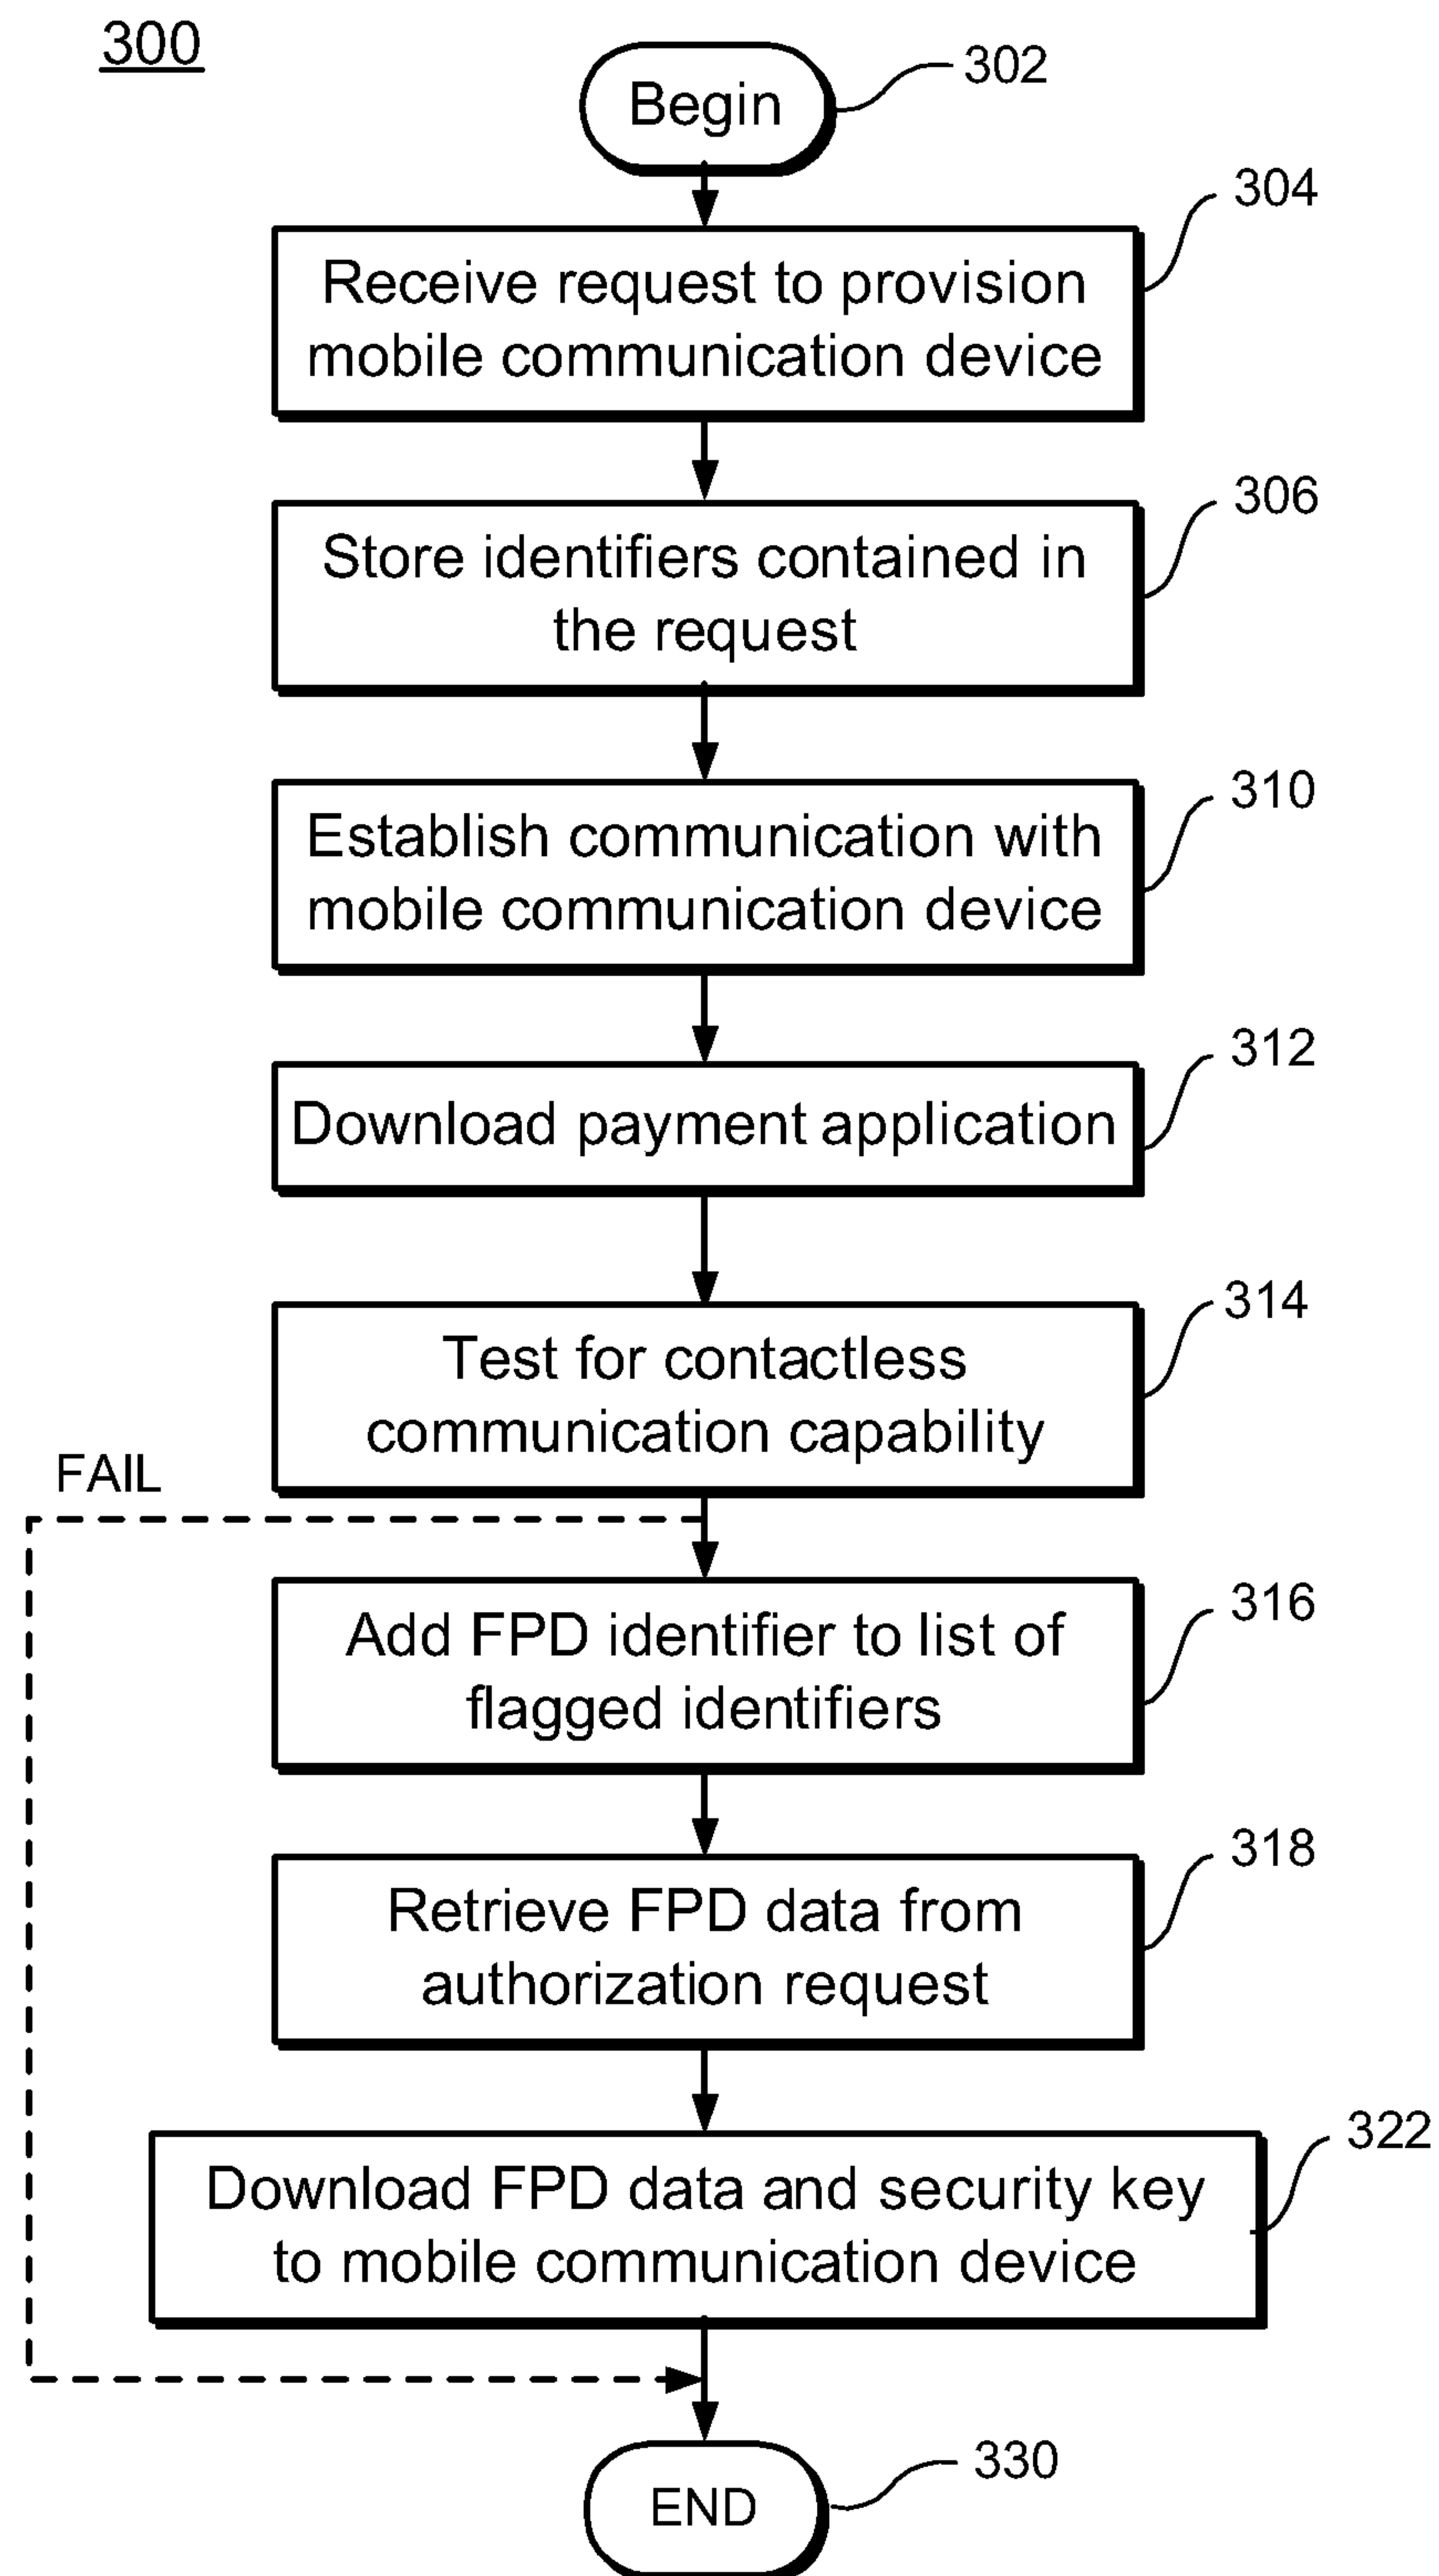 300
Begin
302
304
Receive request to provision
mobile communication device
306
Store identifiers contained in
the request
310
Establish communication with
mobile communication device
312
Download payment application
314
Test for contactless
communication capability
FAIL
316
Add FPD identifier to list of
flagged identifiers
318
Retrieve FPD data from
authorization request
322
Download FPD data and security key
to mobile communication device
330
END